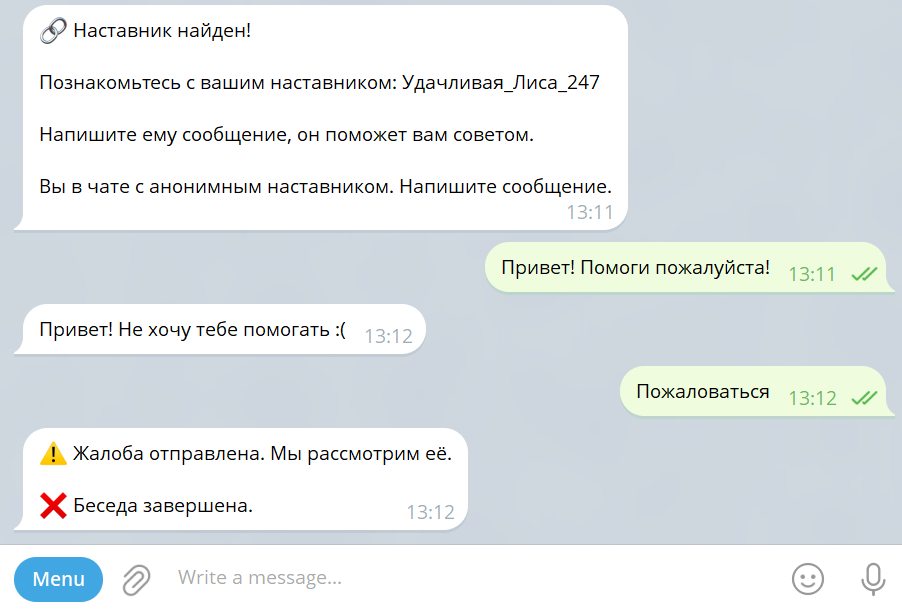 🔗 Наставник найден!
Познакомьтесь с вашим наставником: Удачливая_Лиса_247
Напишите ему сообщение, он поможет вам советом.
Вы в чате с анонимным наставником. Напишите сообщение.
13:11
Привет! Помоги пожалуйста! 13:11
Привет! Не хочу тебе помогать :( 13:12
Пожаловаться 13:12
⚠️ Жалоба отправлена. Мы рассмотрим её.
❌ Беседа завершена. 13:12
Menu Write a message...